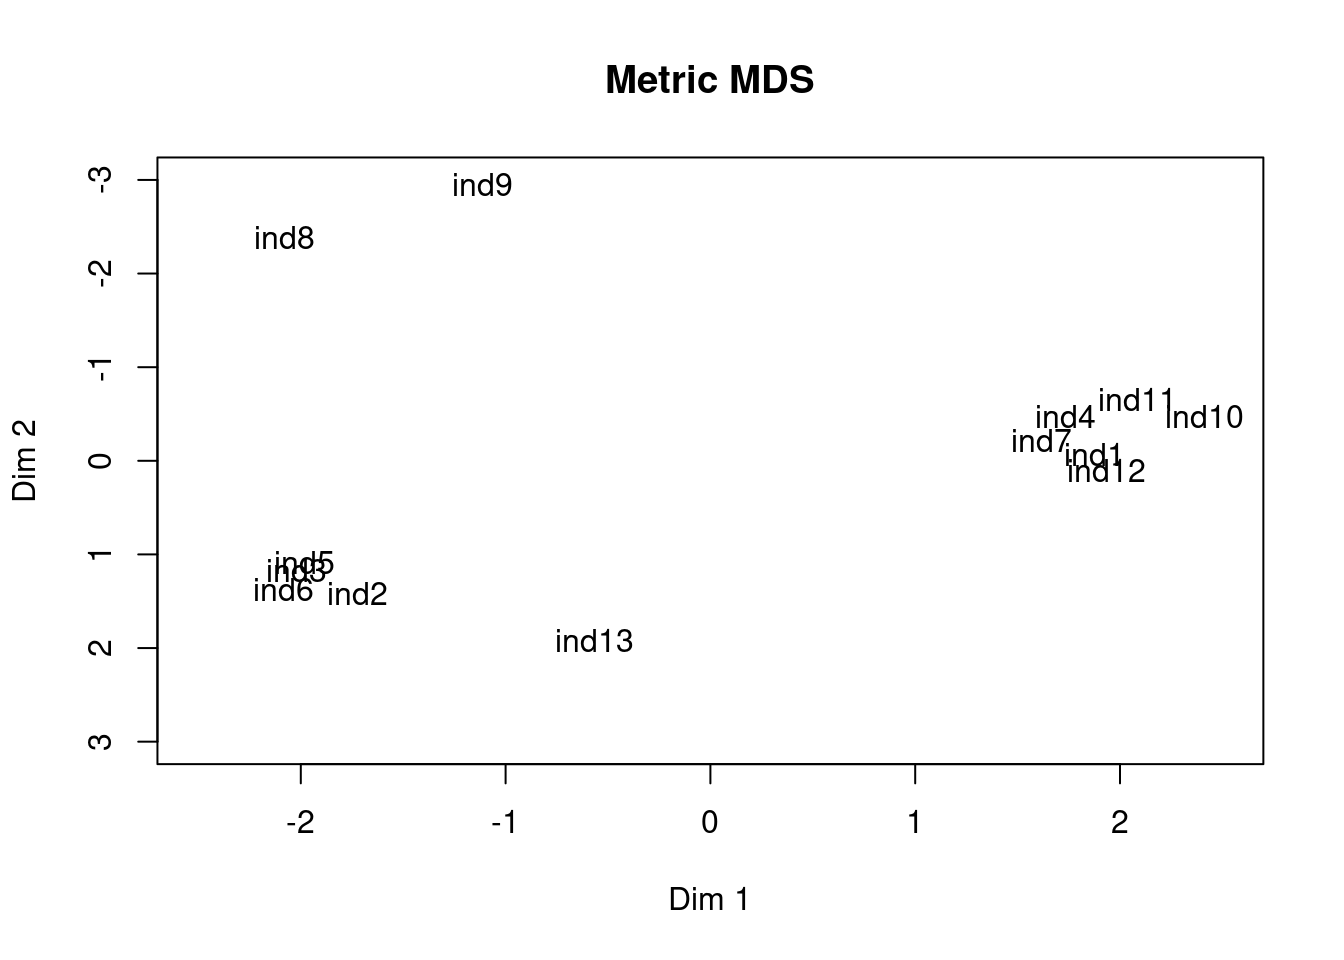 Metric MDS
-3
ind9
ind8
-2
-1
ind11
ind4
ind10
ind7
0
ind1
ind12
Dim 2
1
ind5
ind3
ind6
ind2
ind13
2
3
-2 -1 0 1 2
Dim 1